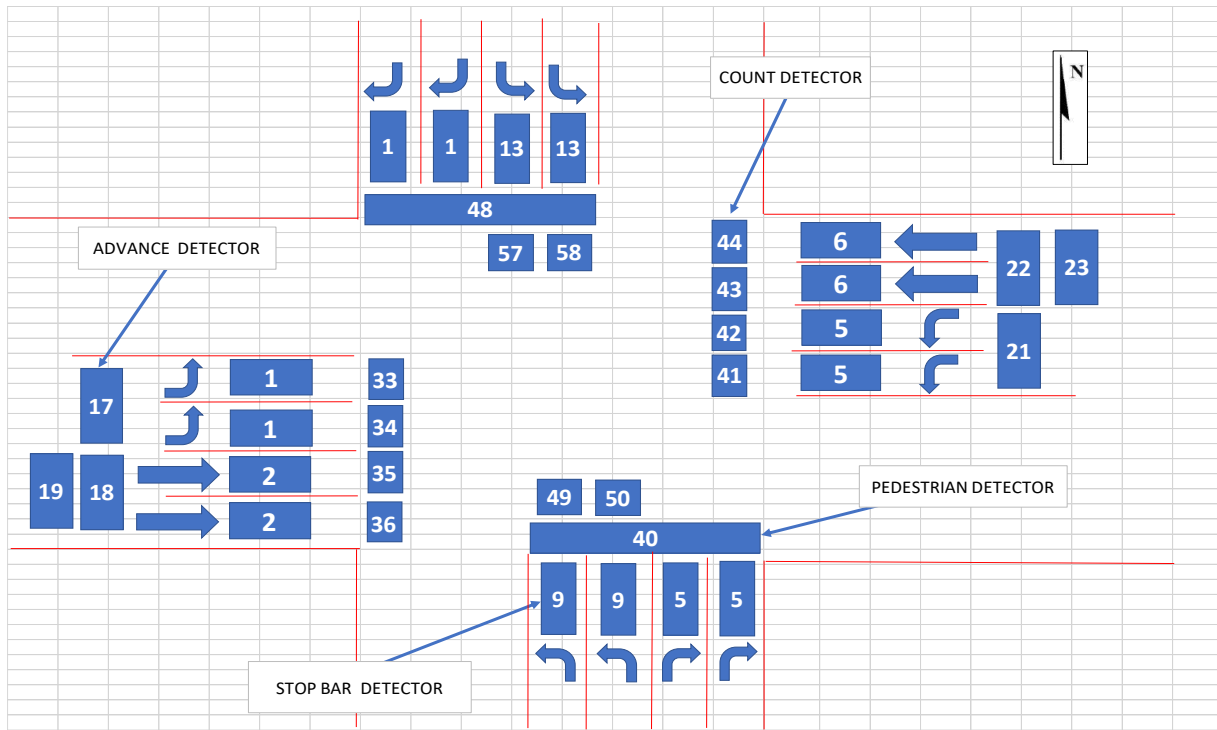 COUNT DETECTOR
N
1 1 13 13
48
57 58
ADVANCE DETECTOR
44 6 22 23
43 6
42 5 21
41 5
17 1 33
1 34
19 18 2 35
2 36
49 50
PEDESTRIAN DETECTOR
40
9 9 5 5
STOP BAR DETECTOR